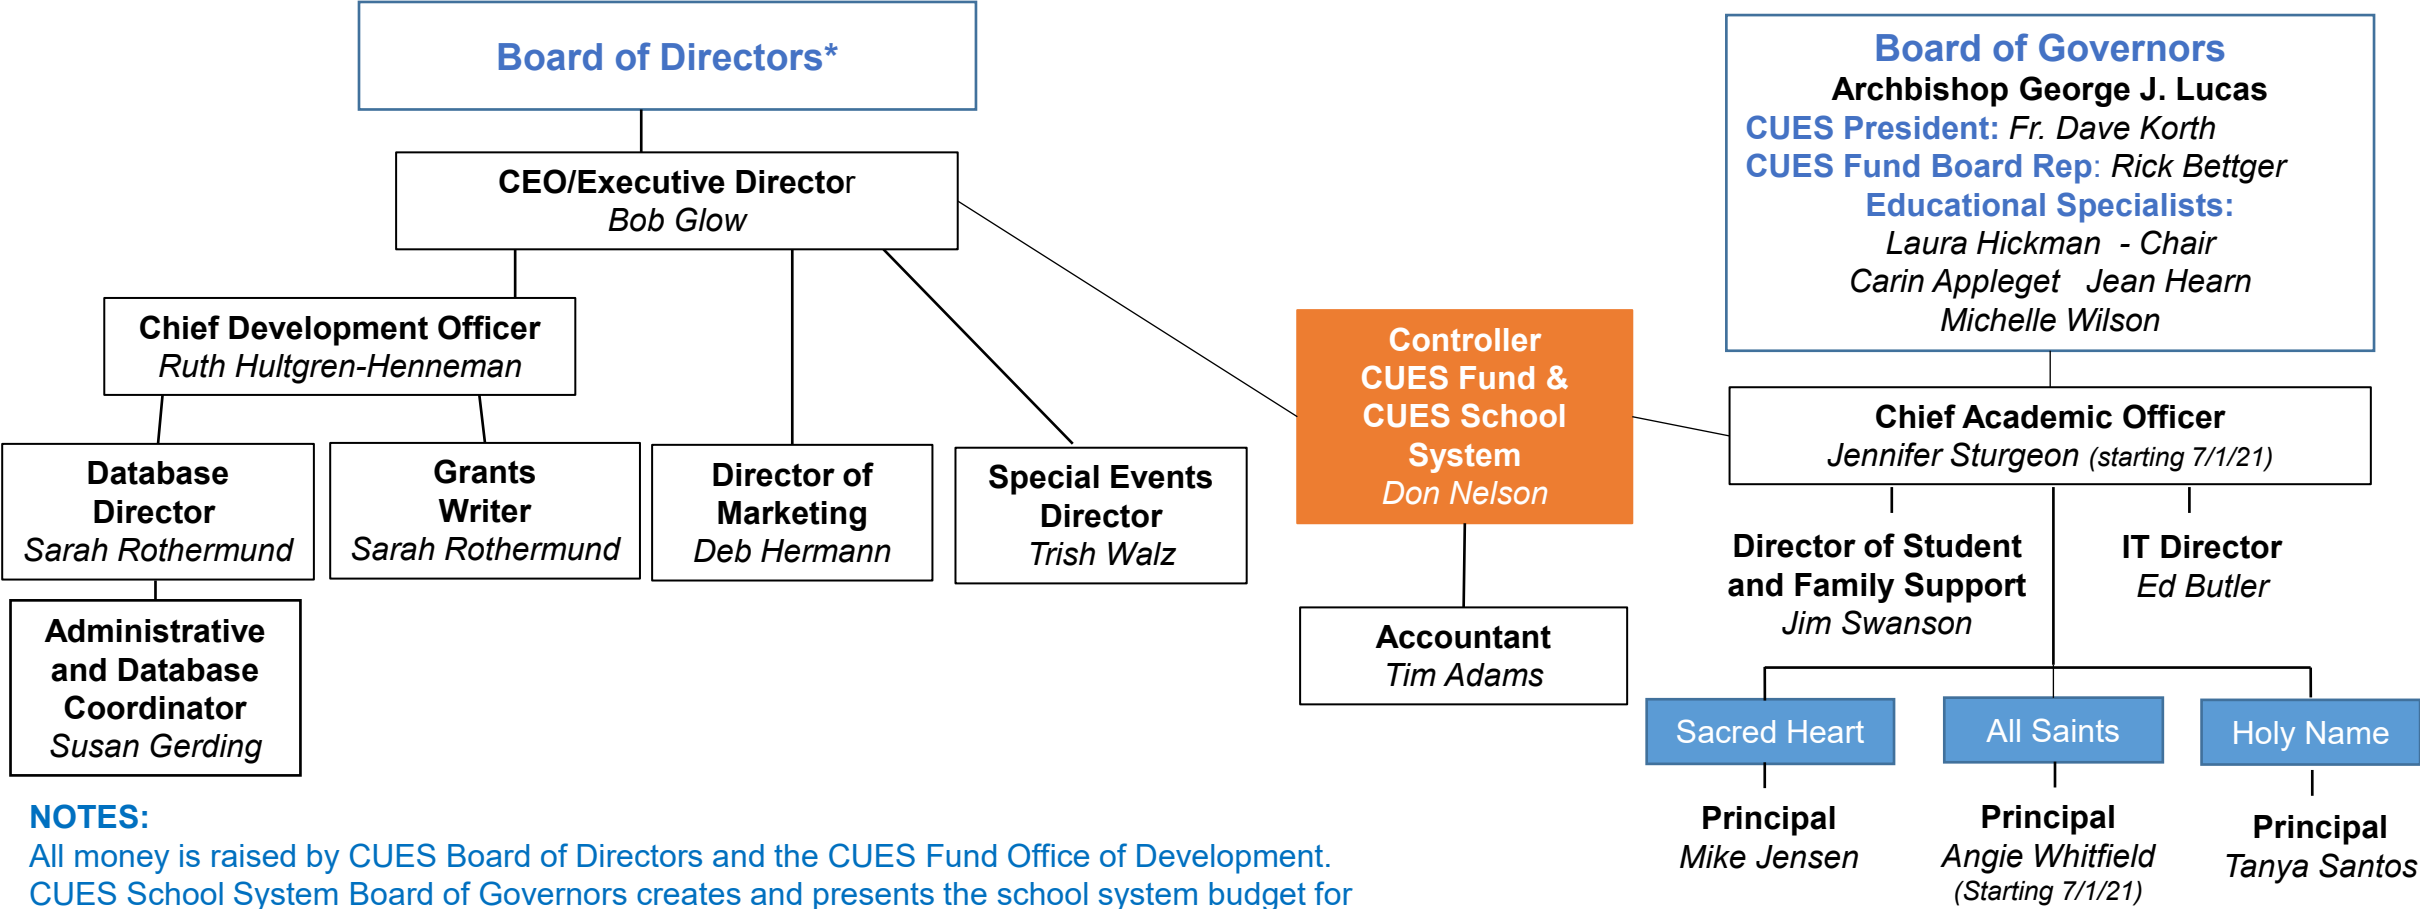 Board of Directors*
CEO/Executive Director
Bob Glow
Chief Development Officer
Ruth Hultgren-Henneman
Database
Director
Sarah Rothermund
Grants
Writer
Sarah Rothermund
Director of
Marketing
Deb Hermann
Special Events
Director
Trish Walz
Administrative
and Database
Coordinator
Susan Gerding
Controller
CUES Fund &
CUES School
System
Don Nelson
Accountant
Tim Adams
Board of Governors
Archbishop George J. Lucas
CUES President: Fr. Dave Korth
CUES Fund Board Rep: Rick Bettger
Educational Specialists:
Laura Hickman - Chair
Carin Appleget Jean Hearn
Michelle Wilson
Chief Academic Officer
Jennifer Sturgeon (starting 7/1/21)
Director of Student
and Family Support
Jim Swanson
IT Director
Ed Butler
Sacred Heart
All Saints
Holy Name
Principal
Mike Jensen
Principal
Angie Whitfield
(Starting 7/1/21)
Principal
Tanya Santos
NOTES:
All money is raised by CUES Board of Directors and the CUES Fund Office of Development.
CUES School System Board of Governors creates and presents the school system budget for